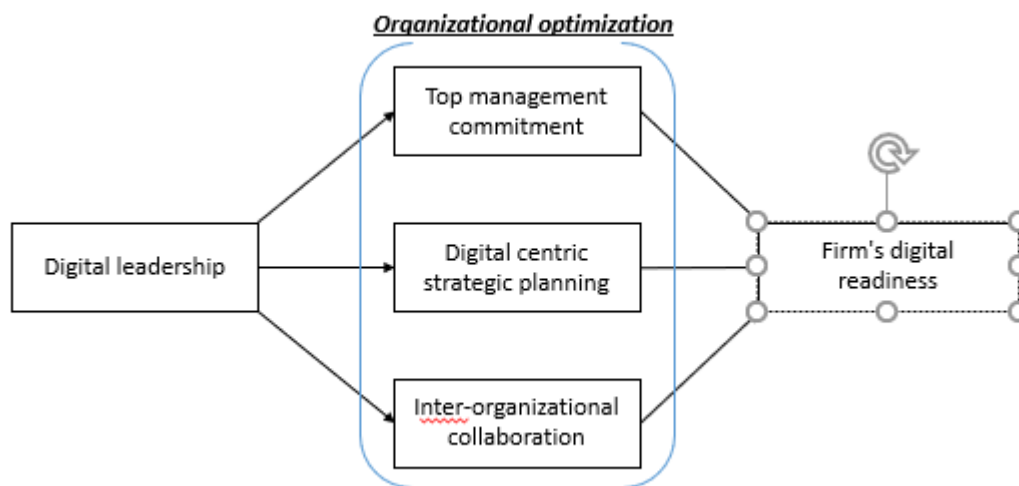 Organizational optimization
Top management
commitment
Digital leadership
Digital centric
strategic planning
Firm's digital
readiness
Inter-organizational
collaboration